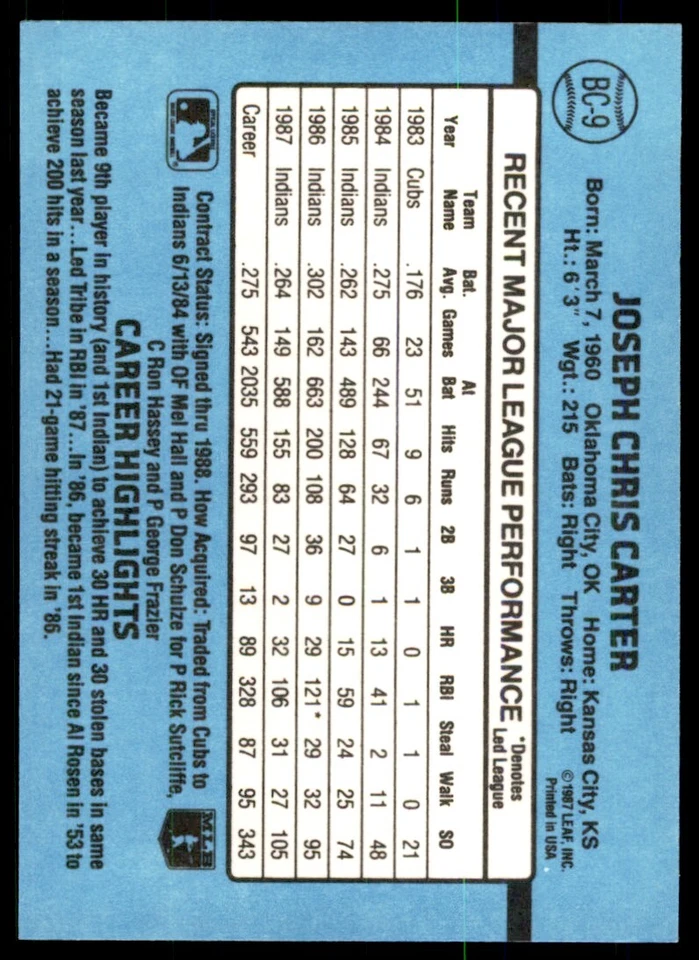 BC-9
JOSEPH CHRIS CARTER
Born: March 7, 1960 Oklahoma City, OK Home: Kansas City, KS
Ht.: 6'3" Wgt.: 215 Bats: Right Throws: Right
©1987 LEAF, INC.
Printed in USA
RECENT MAJOR LEAGUE PERFORMANCE *Denotes Led League
Year Team Name Bat. Avg. Games At Bat Hits Runs 2B 3B HR RBI Steal Walk SO
1983 Cubs .176 23 51 9 6 1 1 0 1 1 0 21
1984 Indians .275 66 244 67 32 6 1 13 41 2 11 48
1985 Indians .262 143 489 128 64 27 0 15 59 24 25 74
1986 Indians .302 162 663 200 108 36 9 29 121* 29 32 95
1987 Indians .264 149 588 155 83 27 2 32 106 31 27 105
Career .275 543 2035 559 293 97 13 89 328 87 95 343
Contract Status: Signed thru 1988. How Acquired: Traded from Cubs to
Indians 6/13/84 with OF Mel Hall and P Don Schulze for P Rick Sutcliffe,
C Ron Hassey and P George Frazier
MLB
CAREER HIGHLIGHTS
Became 9th player in history (and 1st Indian) to achieve 30 HR and 30 stolen bases in same
season last year...Led Tribe in RBI in '87...In '86, became 1st Indian since Al Rosen in '53 to
achieve 200 hits in a season...Had 21-game hitting streak in '86.